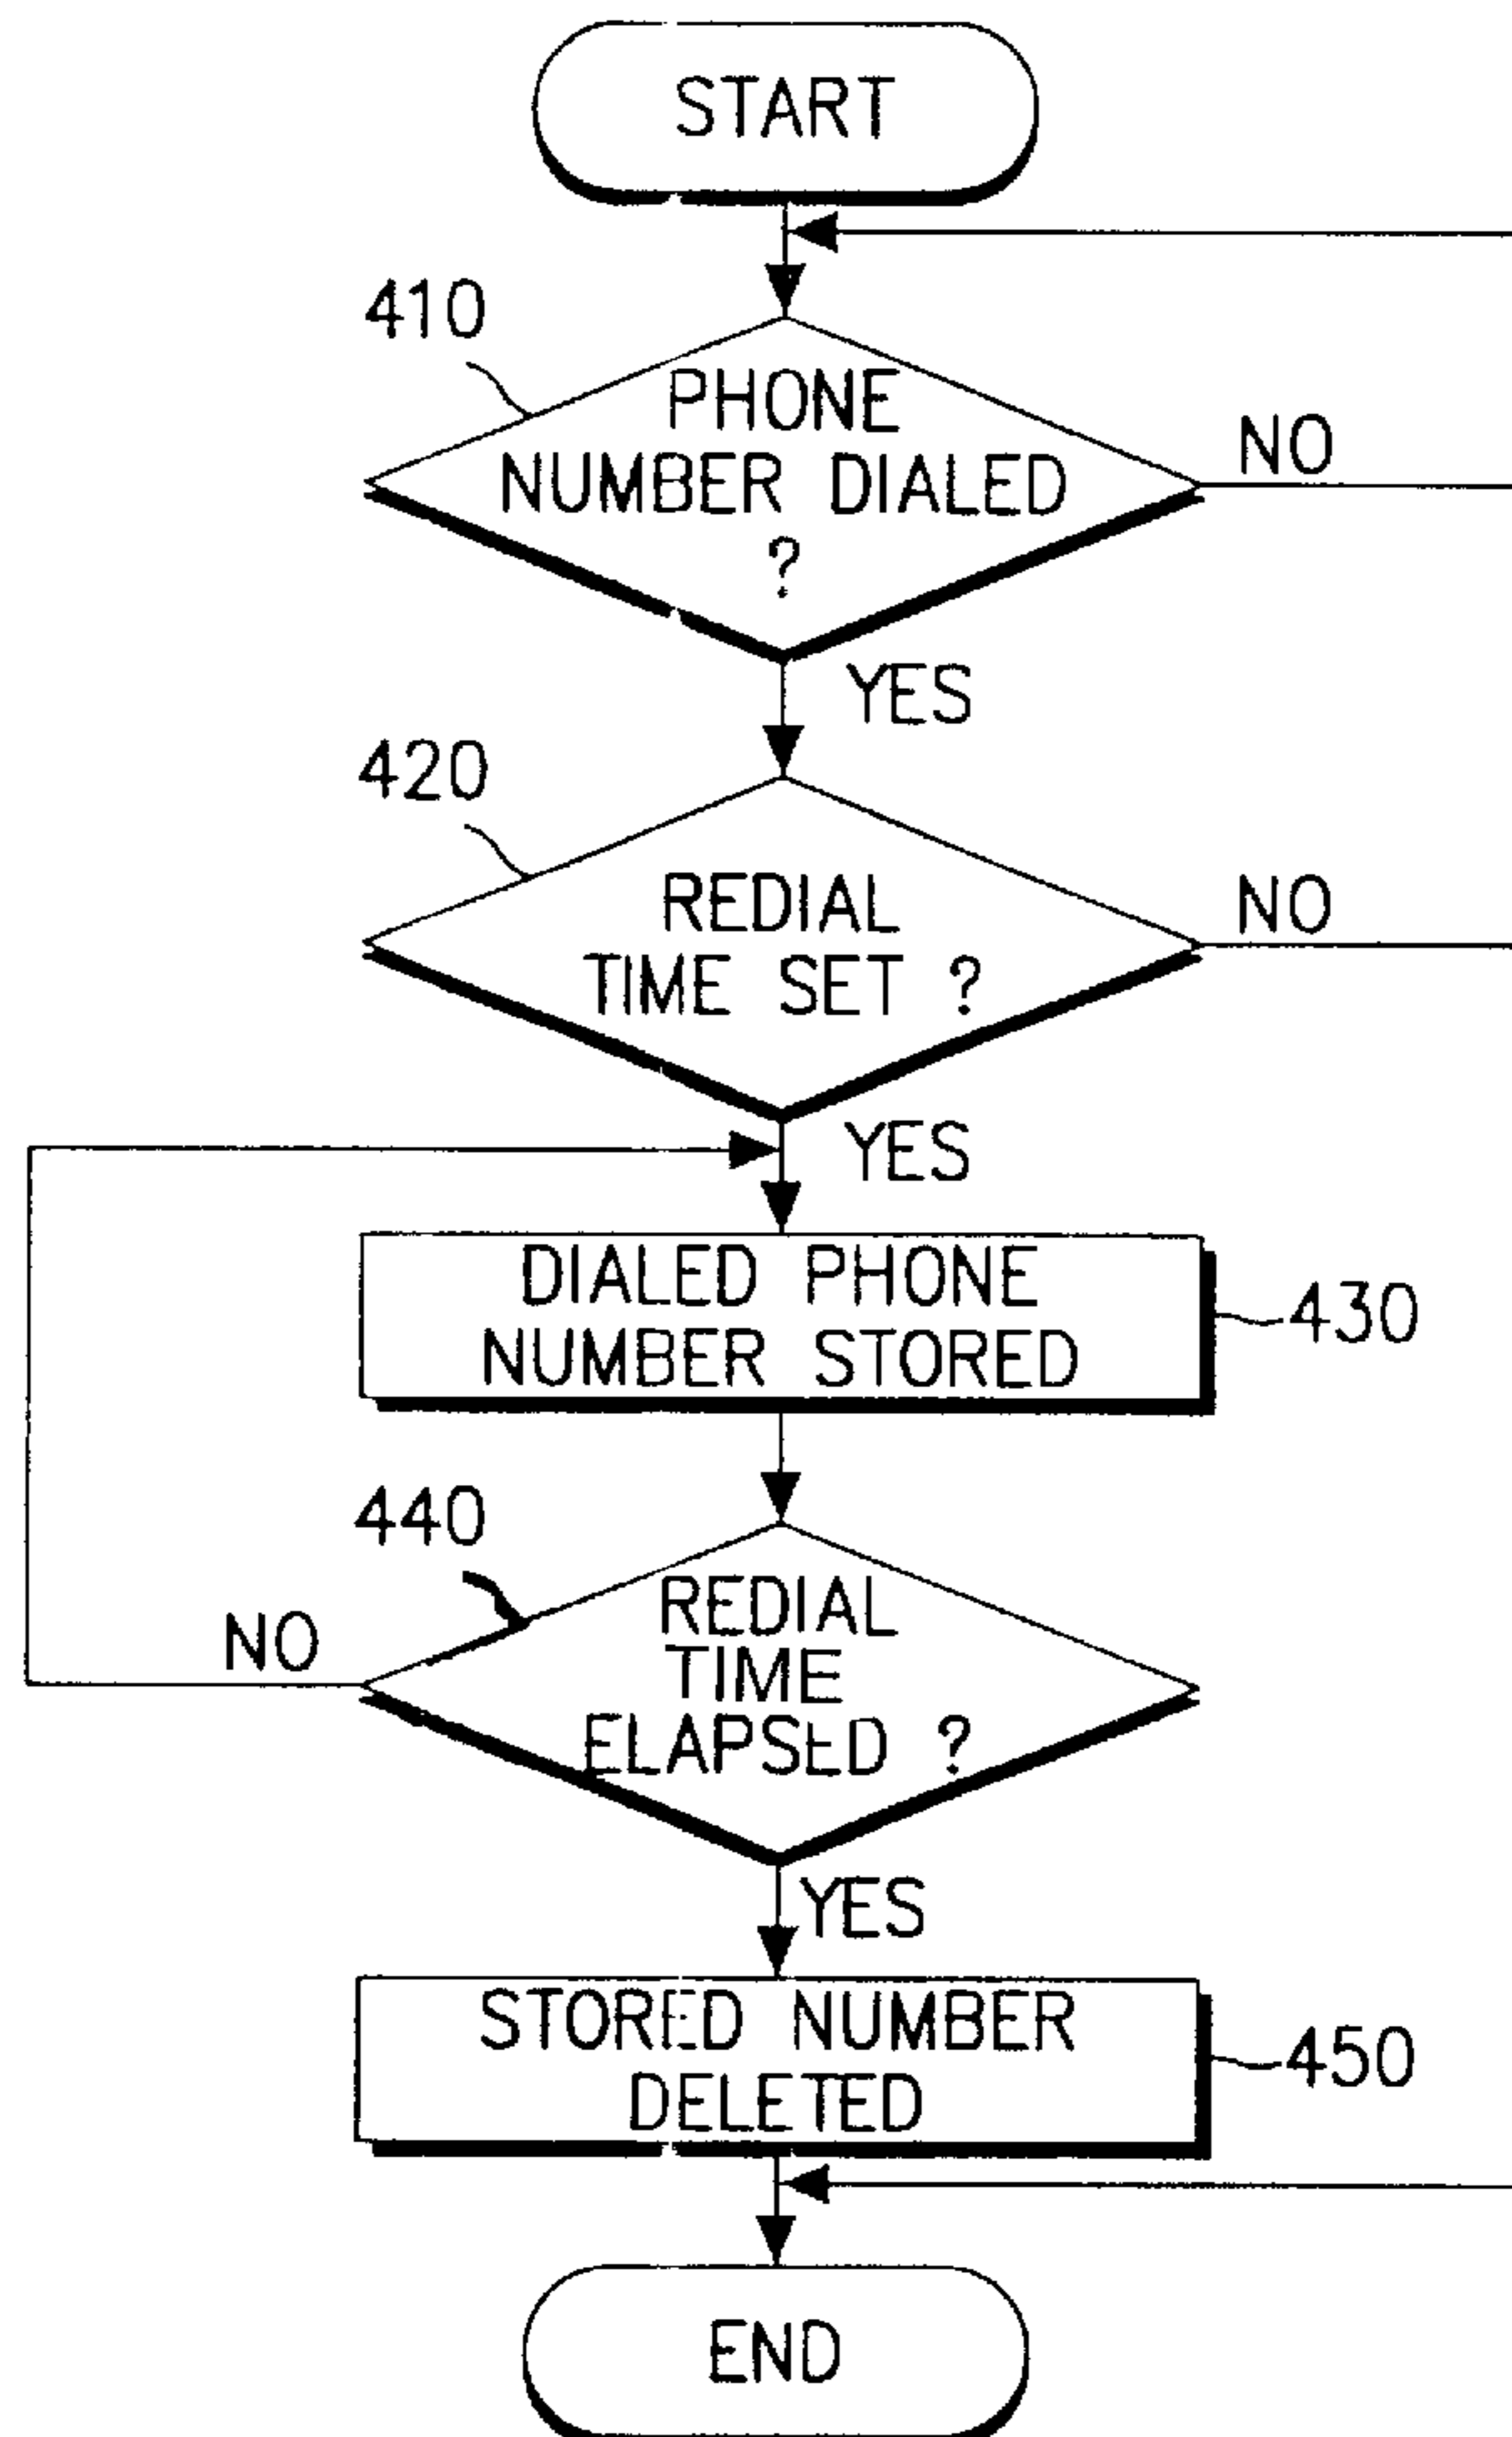 START
410
PHONE
NUMBER DIALED
?
NO
YES
420
REDIAL
TIME SET ?
NO
YES
DIALED PHONE
NUMBER STORED
430
440
REDIAL
TIME
ELAPSED ?
NO
YES
STORED NUMBER
DELETED
450
END